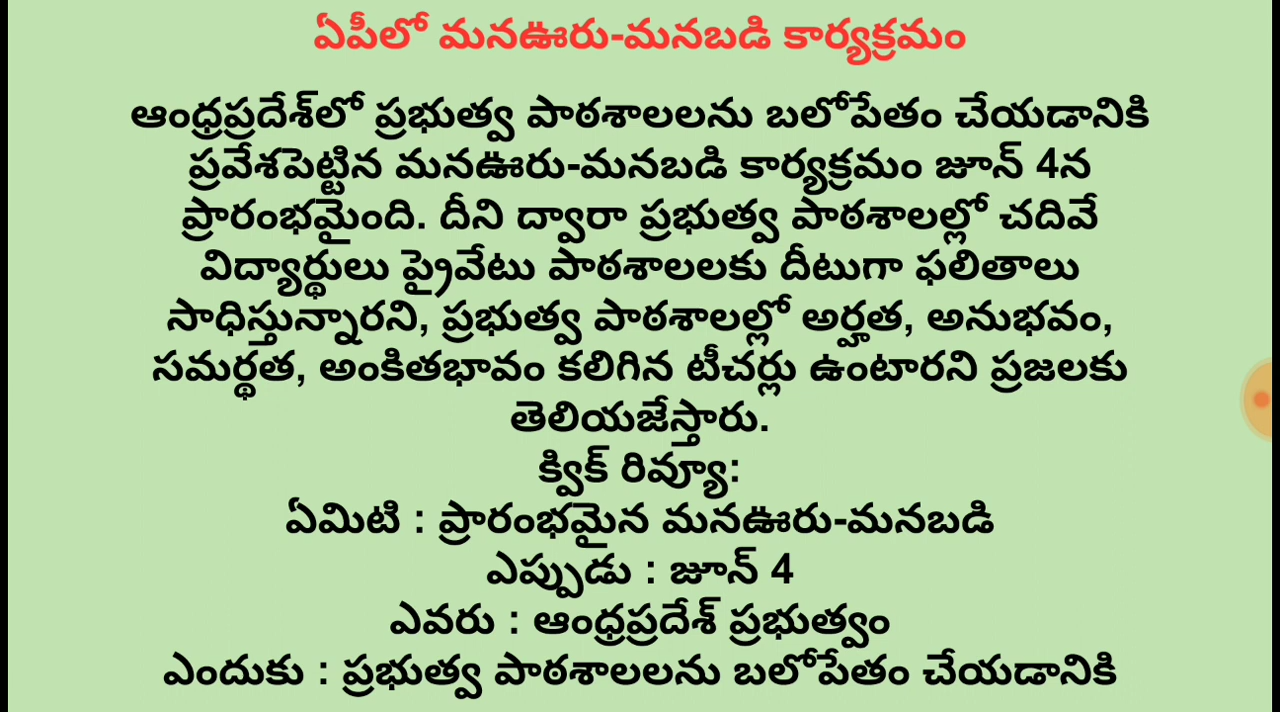 ఏపీలో మనఊరు-మనబడి కార్యక్రమం
ఆంధ్రప్రదేశ్‌లో ప్రభుత్వ పాఠశాలలను బలోపేతం చేయడానికి
ప్రవేశపెట్టిన మనఊరు-మనబడి కార్యక్రమం జూన్ 4న
ప్రారంభమైంది. దీని ద్వారా ప్రభుత్వ పాఠశాలల్లో చదివే
విద్యార్థులు ప్రైవేటు పాఠశాలలకు దీటుగా ఫలితాలు
సాధిస్తున్నారని, ప్రభుత్వ పాఠశాలల్లో అర్హత, అనుభవం,
సమర్థత, అంకితభావం కలిగిన టీచర్లు ఉంటారని ప్రజలకు
తెలియజేస్తారు.
క్విక్ రివ్యూ:
ఏమిటి : ప్రారంభమైన మనఊరు-మనబడి
ఎప్పుడు : జూన్ 4
ఎవరు : ఆంధ్రప్రదేశ్ ప్రభుత్వం
ఎందుకు : ప్రభుత్వ పాఠశాలలను బలోపేతం చేయడానికి